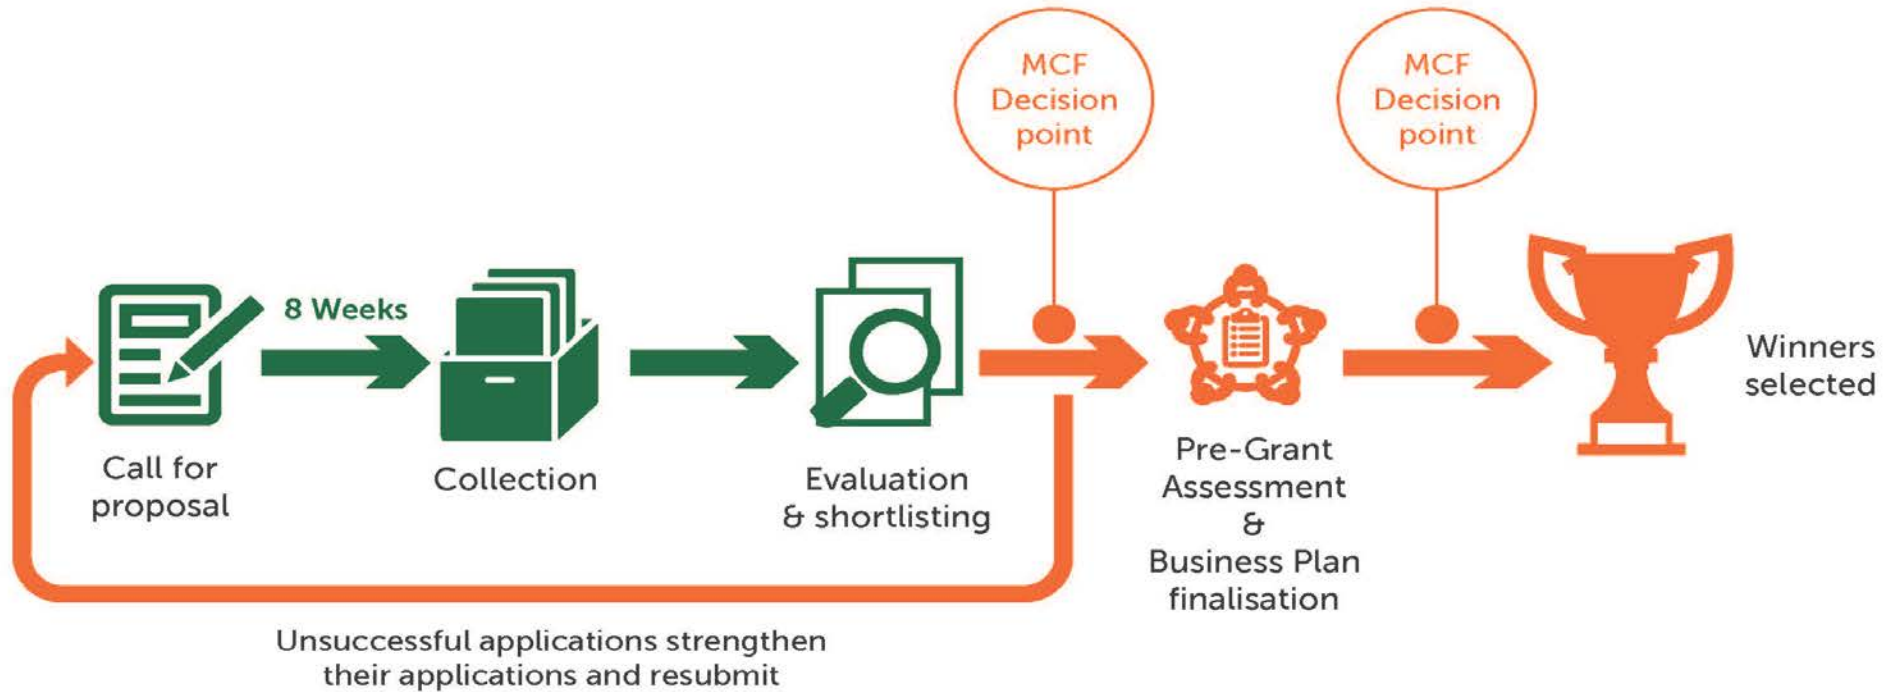 MCF
Decision
point
MCF
Decision
point
8 Weeks
Call for
proposal
Collection
Evaluation
& shortlisting
Pre-Grant
Assessment
&
Business Plan
finalisation
Winners
selected
Unsuccessful applications strengthen
their applications and resubmit